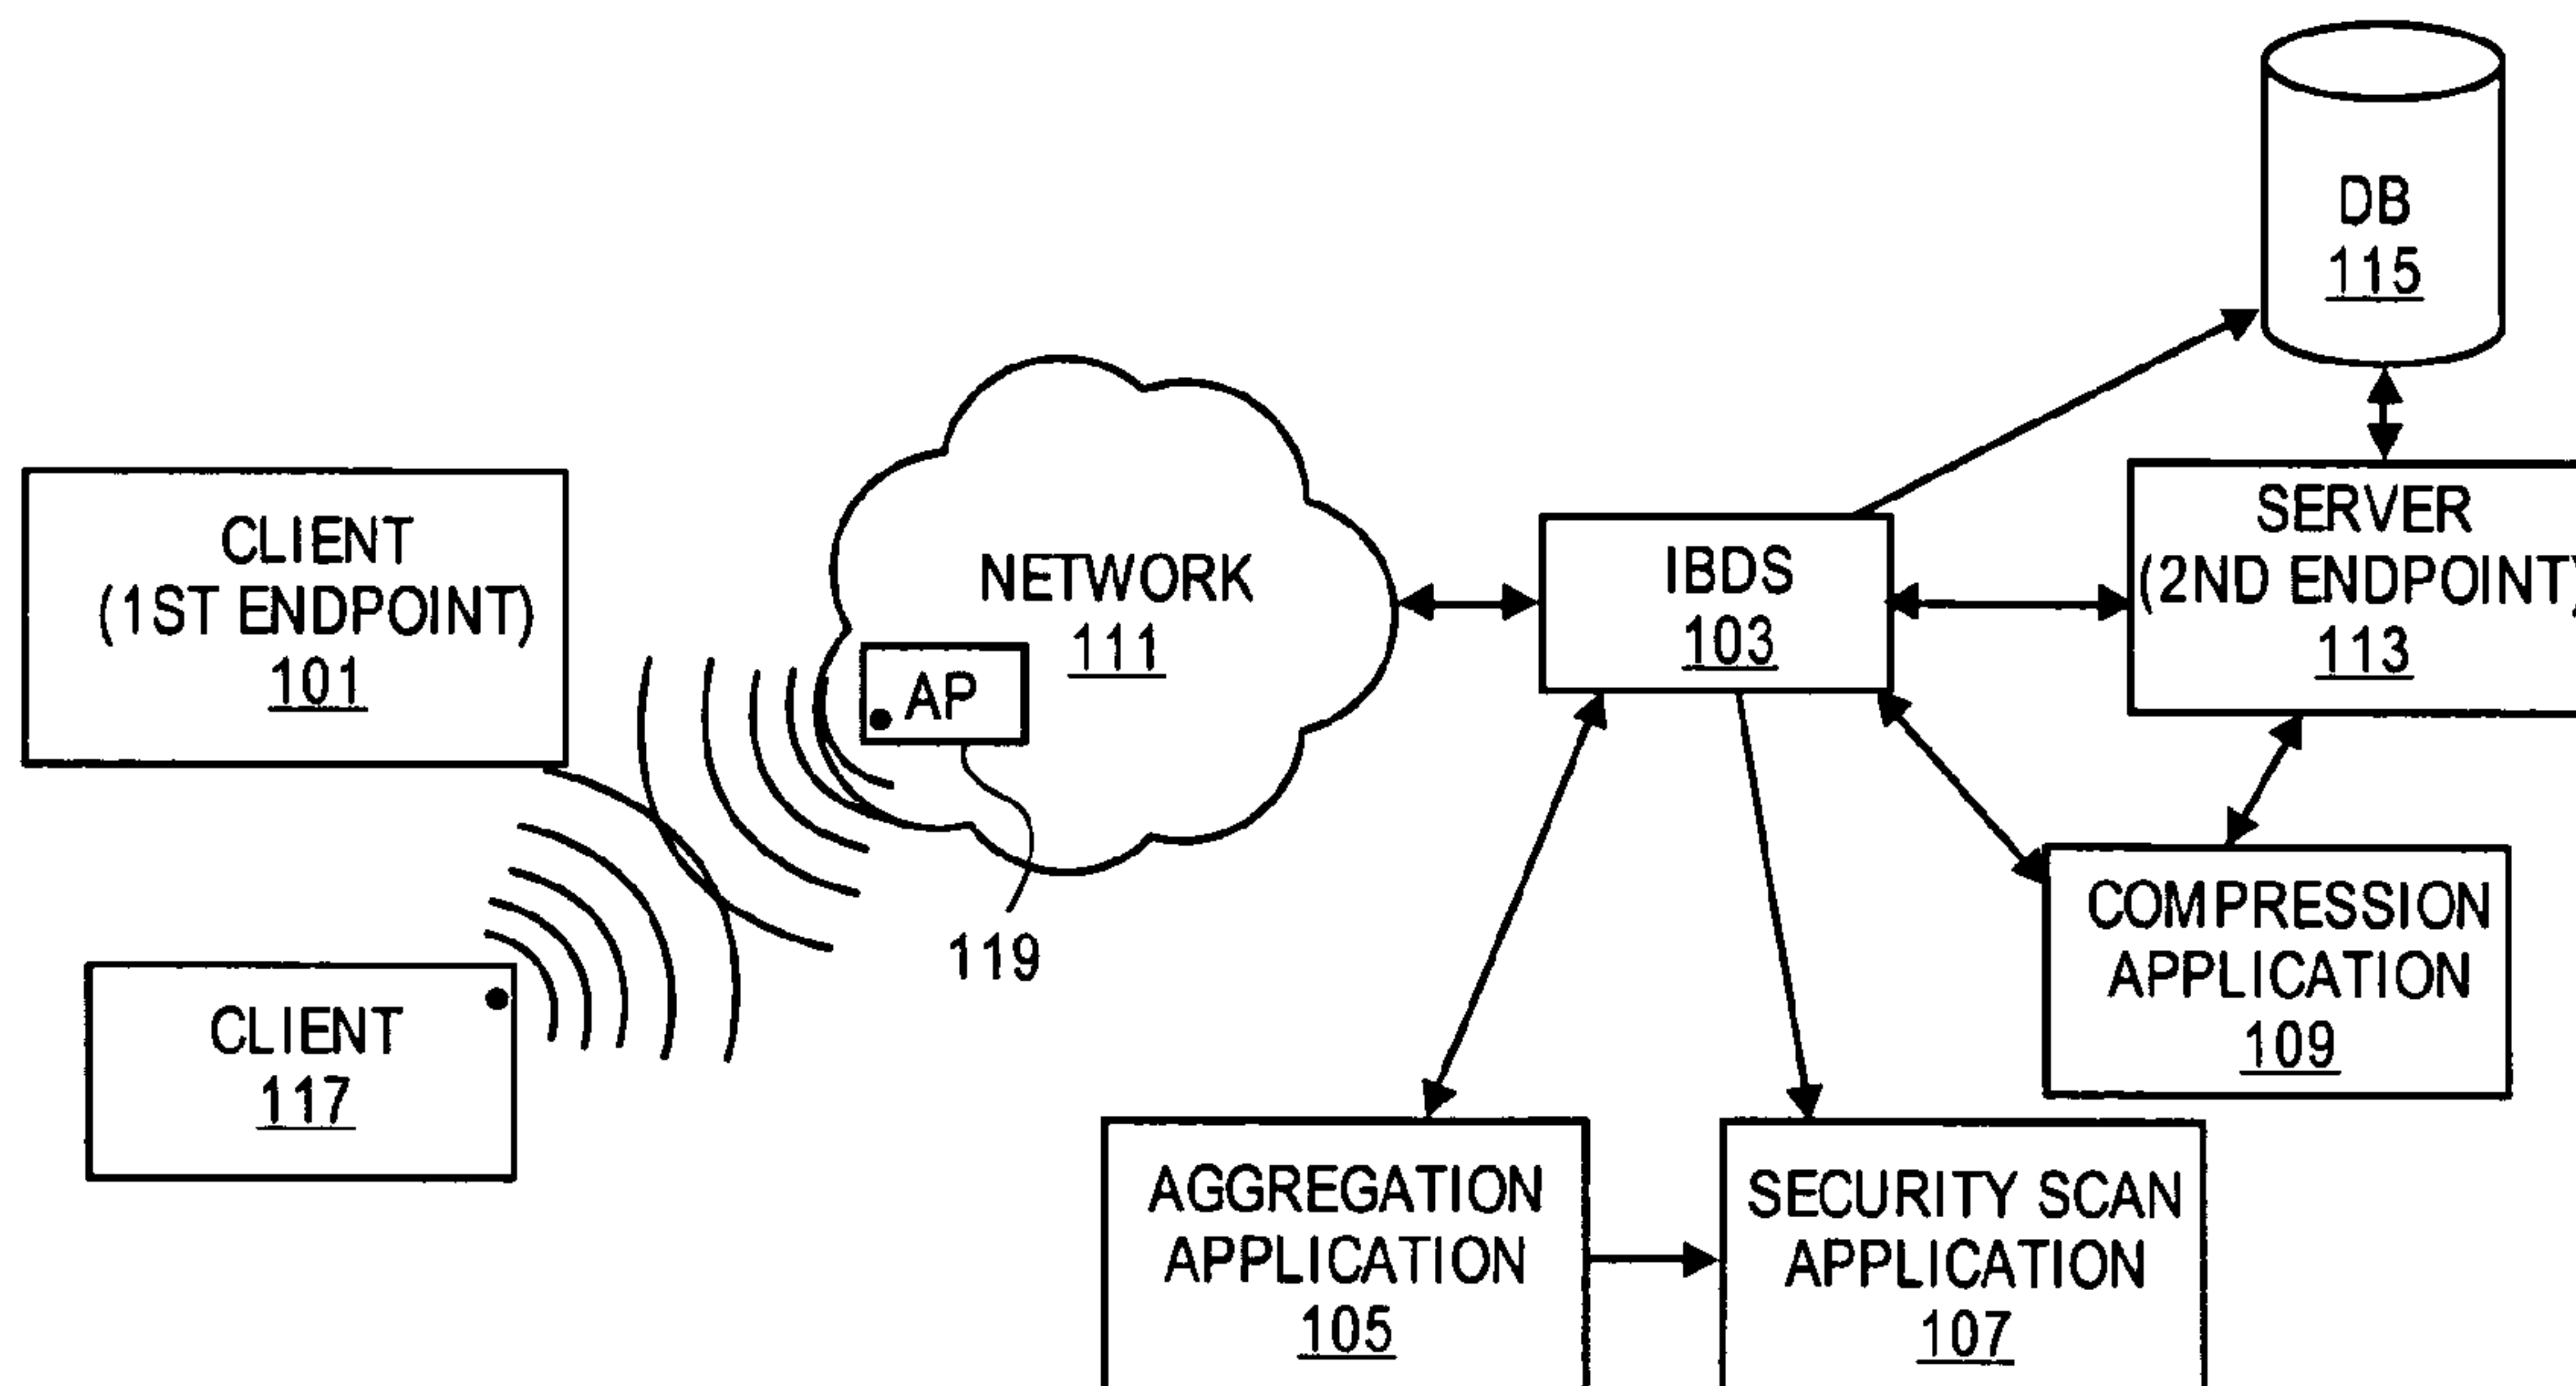 DB
115
CLIENT
(1ST ENDPOINT)
101
NETWORK
111
AP
119
IBDS
103
SERVER
(2ND ENDPOINT)
113
COMPRESSION
APPLICATION
109
CLIENT
117
AGGREGATION
APPLICATION
105
SECURITY SCAN
APPLICATION
107